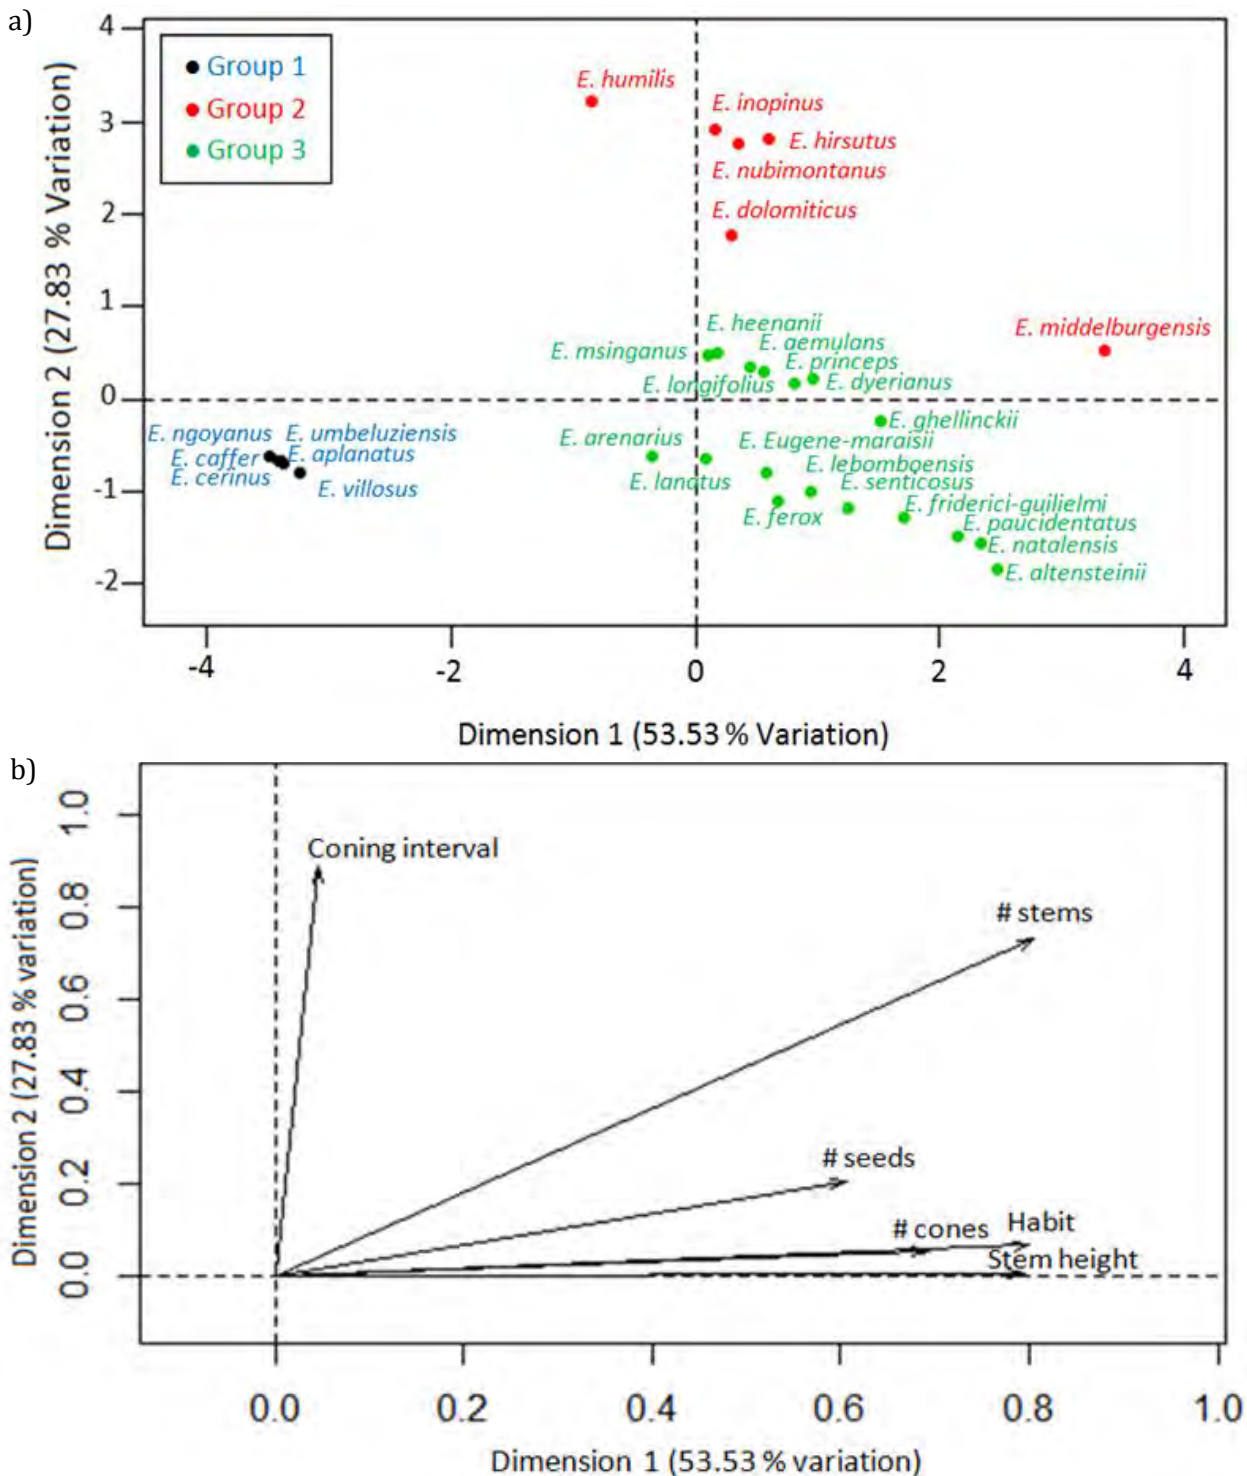 a)
Group 1
Group 2
Group 3
Dimension 2 (27.83 % Variation)
4
3
2
1
0
-1
-2
E. humilis
E. inopinus
E. hirsutus
E. nubimontanus
E. dolomiticus
E. middelburgensis
E. heenanii
E. aemulans
E. msinganus
E. princeps
E. longifolius
E. dyerianus
E. ghellinckii
E. ngoyanus
E. umbeluziensis
E. caffer
E. aplanatus
E. cerinus
E. villosus
E. arenarius
E. Eugene-maraisii
E. lebomboensis
E. lanatus
E. senticosus
E. ferox
E. friderici-guilielmi
E. paucidentatus
E. natalensis
E. altensteinii
-4
-2
0
2
4
Dimension 1 (53.53 % Variation)
b)
Dimension 2 (27.83 % variation)
1.0
0.8
0.6
0.4
0.2
0.0
Coning interval
# stems
# seeds
# cones
Habit
Stem height
0.0
0.2
0.4
0.6
0.8
1.0
Dimension 1 (53.53 % variation)